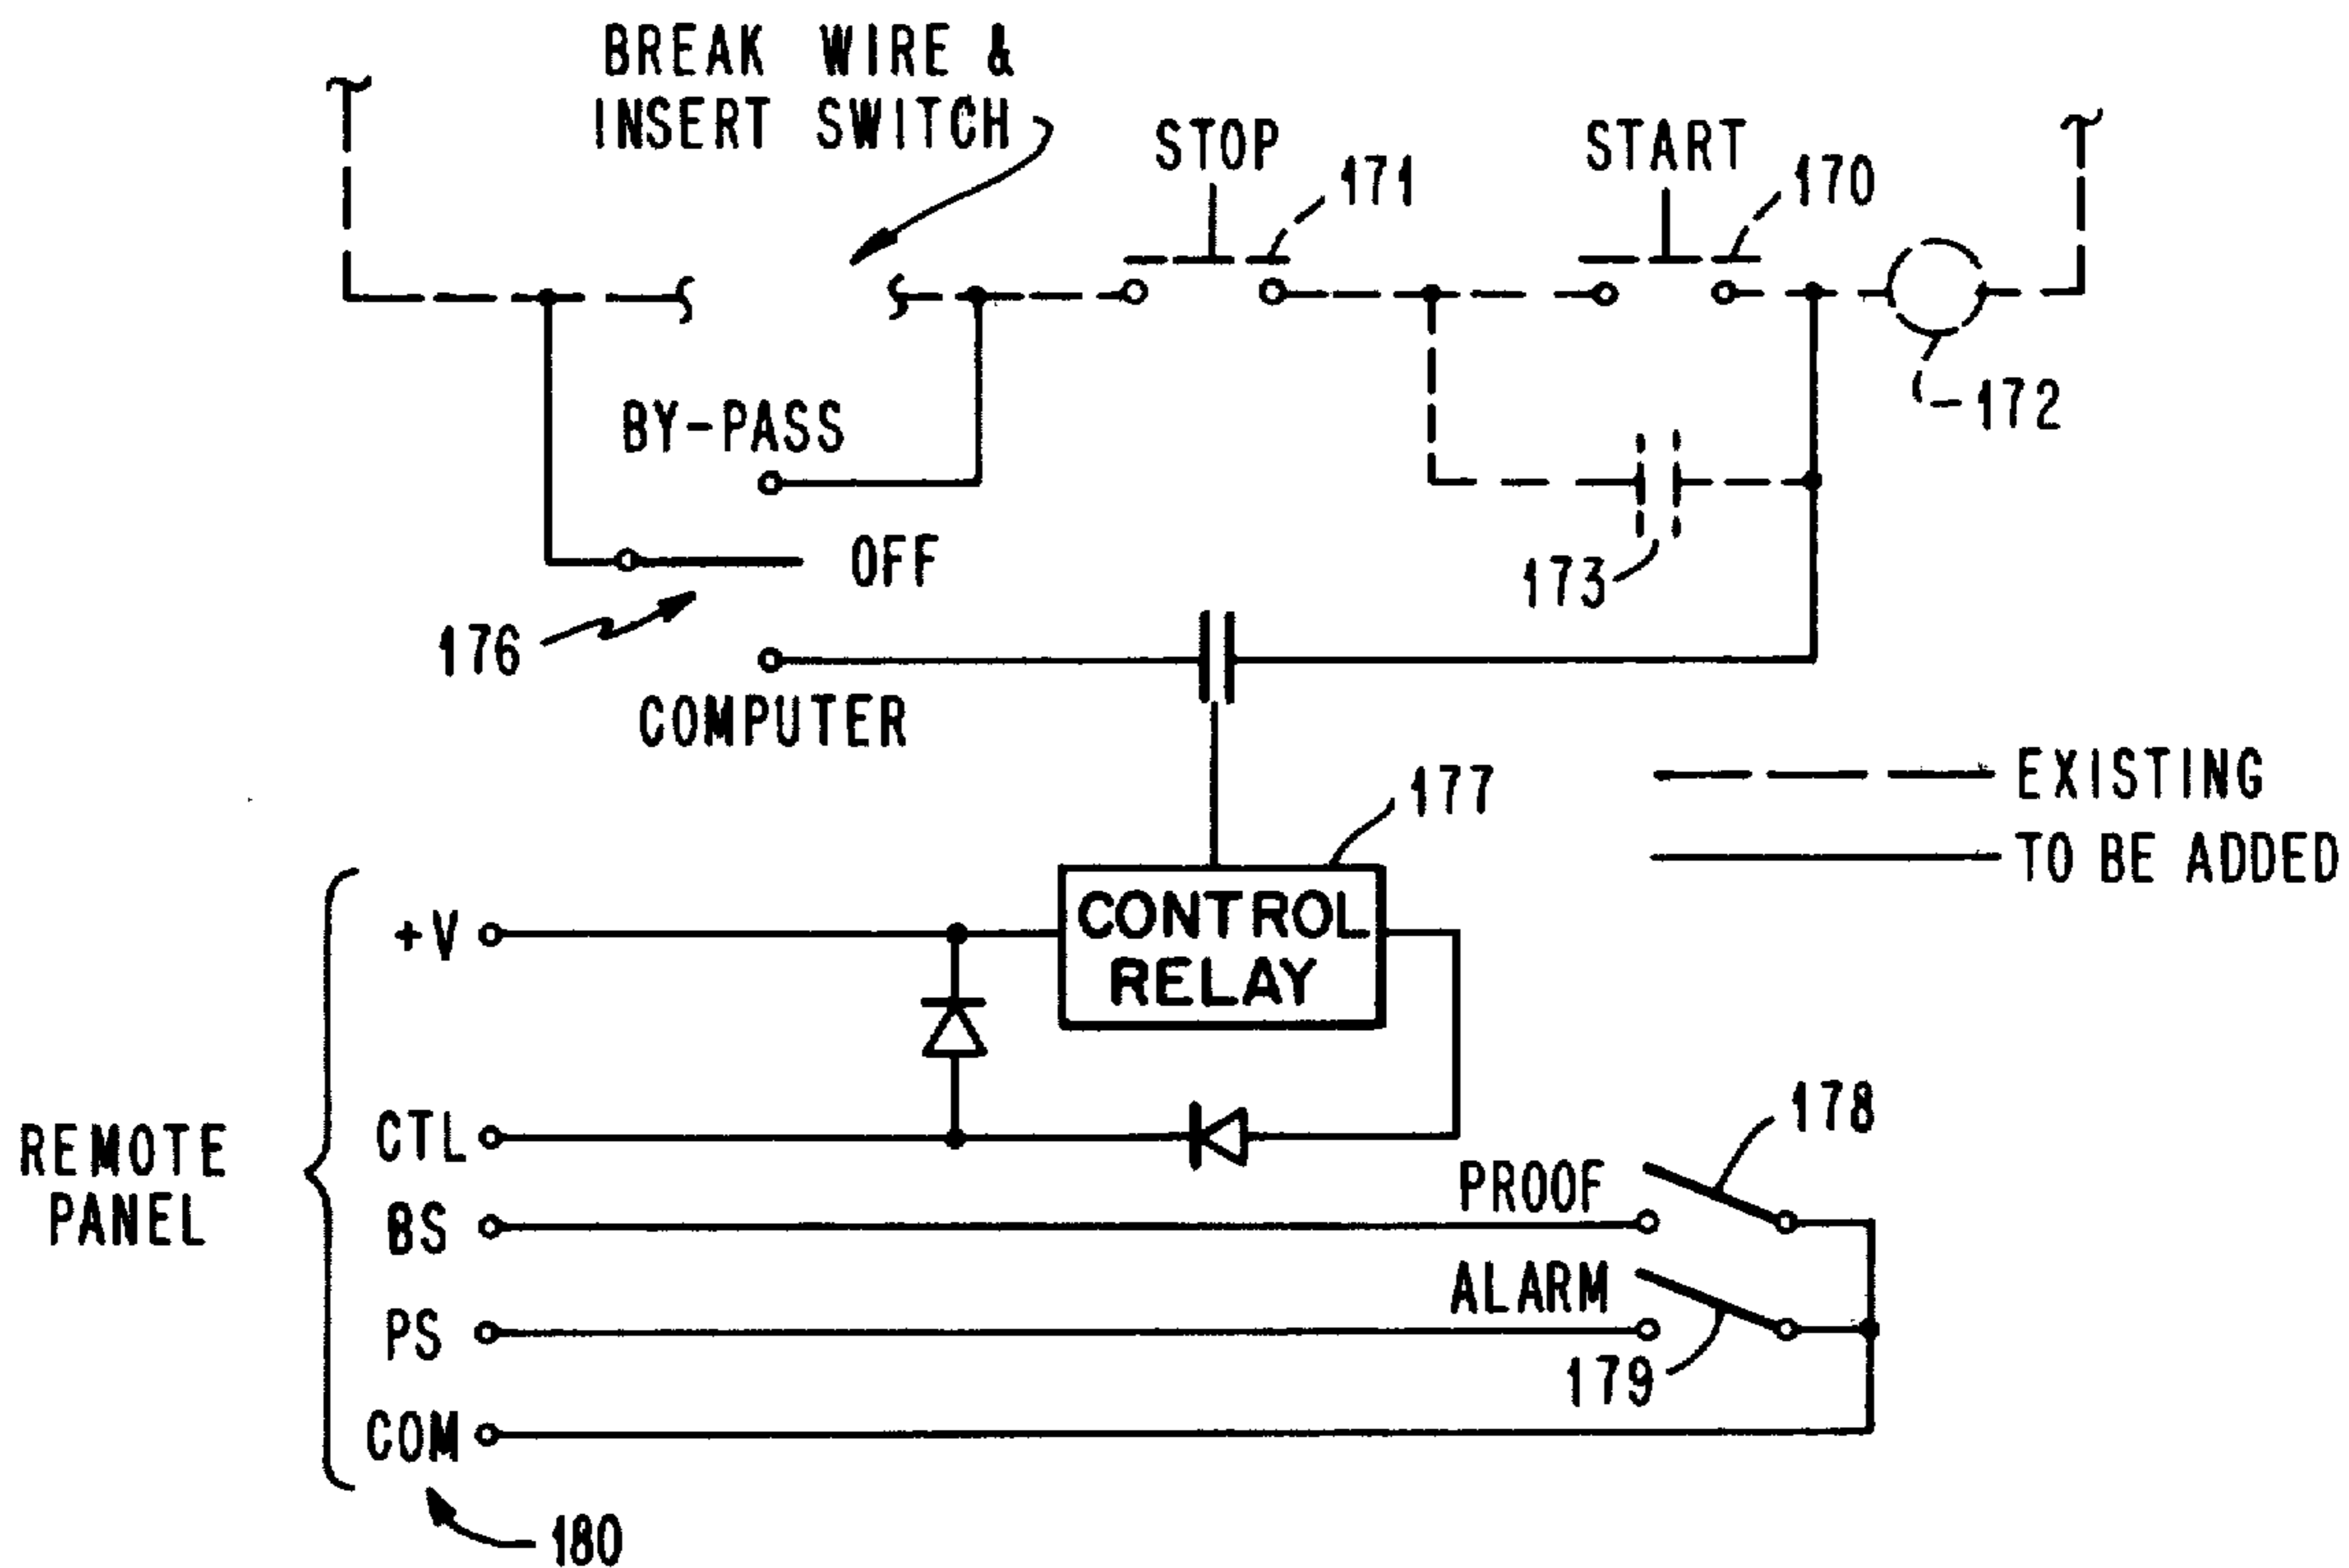 BREAK WIRE &
INSERT SWITCH
STOP
171
START
170
172
BY-PASS
OFF
173
176
COMPUTER
177
EXISTING
TO BE ADDED
CONTROL
RELAY
+V
CTL
REMOTE
PANEL
BS
PROOF
178
ALARM
PS
179
COM
180